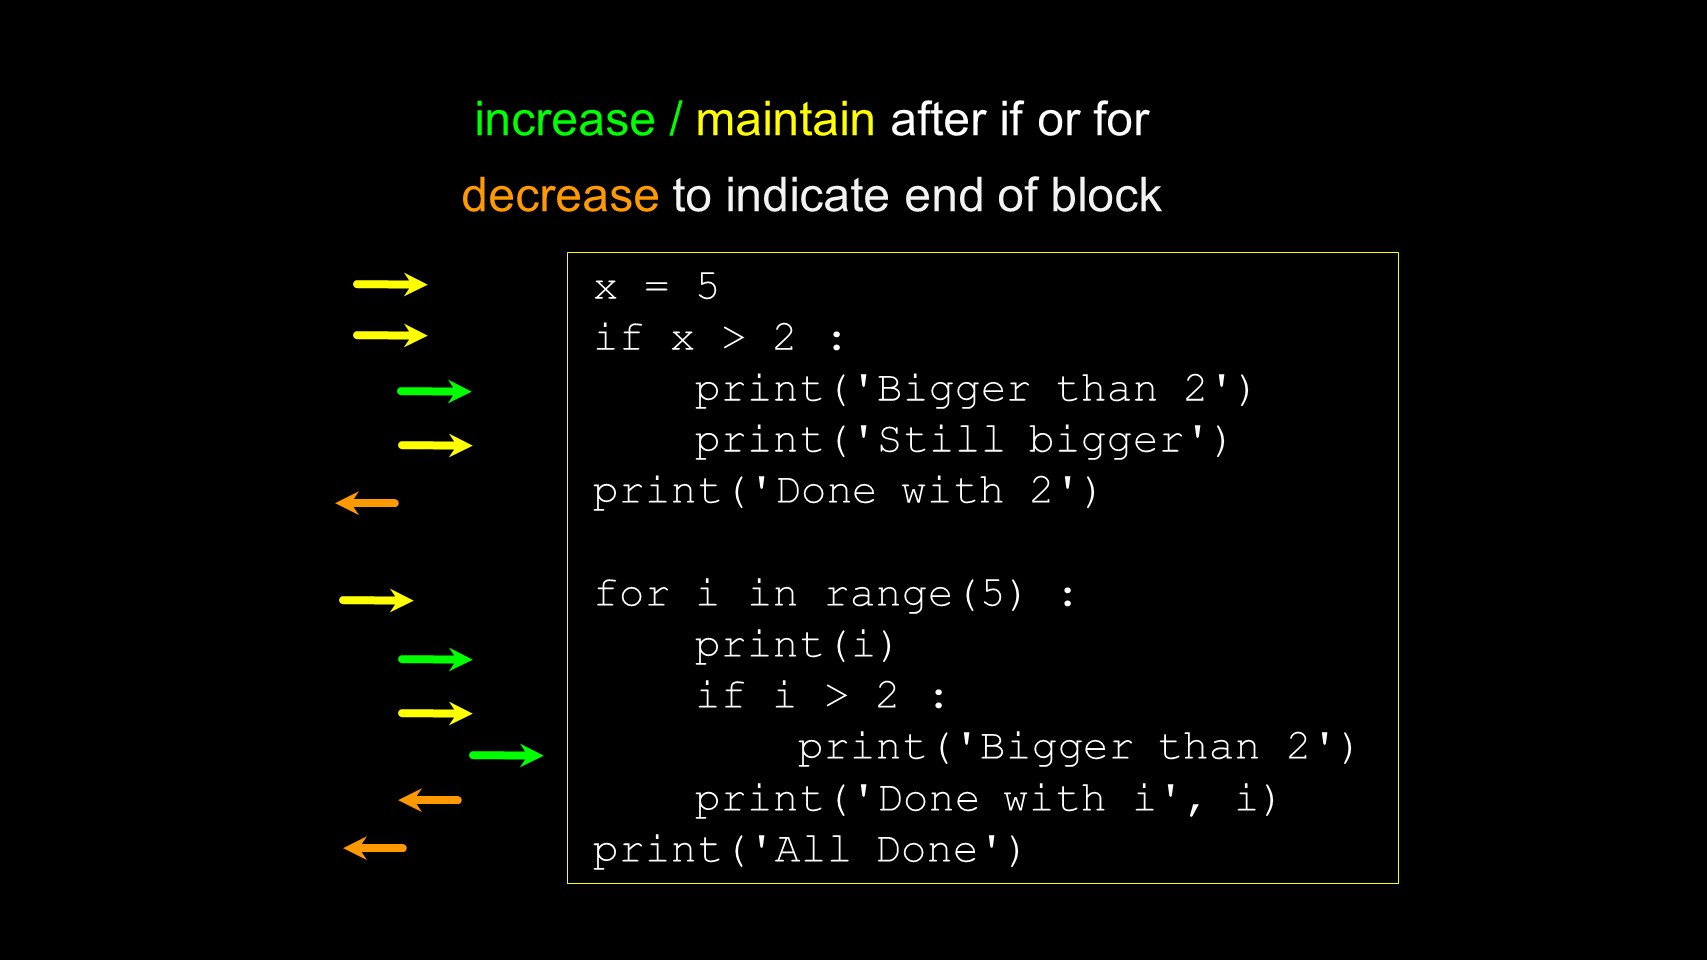 increase / maintain after if or for
decrease to indicate end of block
x = 5
if x > 2 :
    print('Bigger than 2')
    print('Still bigger')
print('Done with 2')

for i in range(5) :
    print(i)
    if i > 2 :
        print('Bigger than 2')
    print('Done with i', i)
print('All Done')